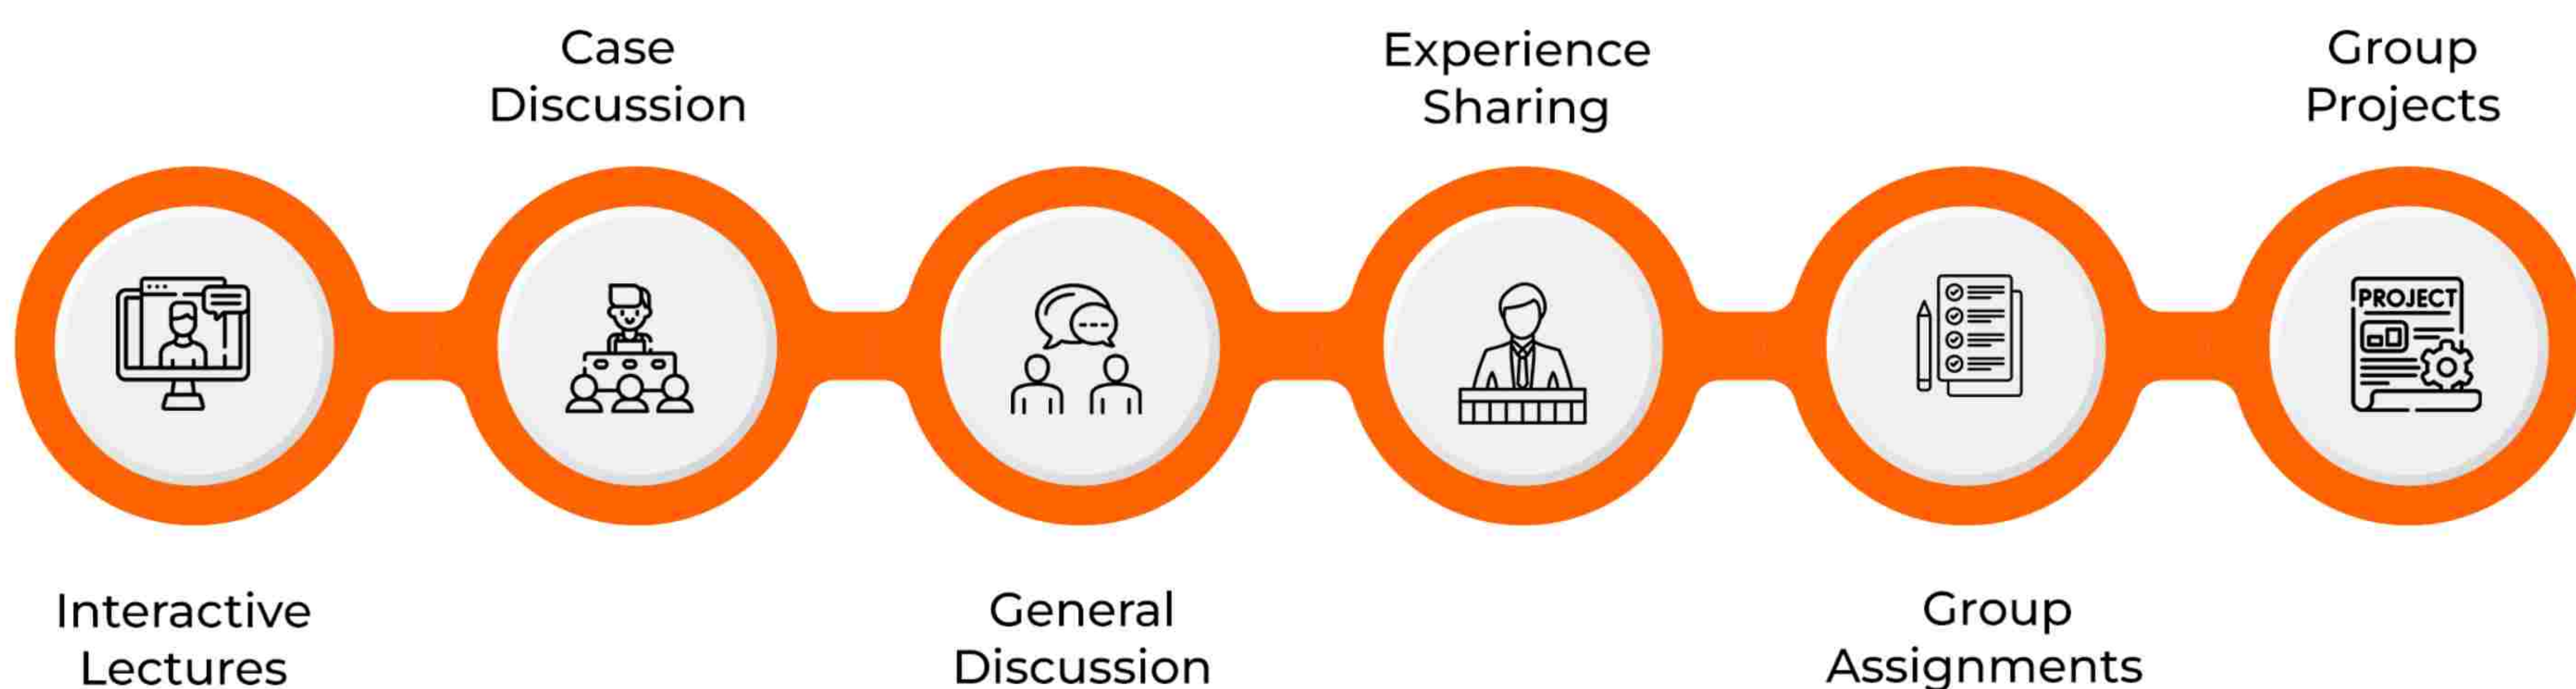 Case
Discussion
Experience
Sharing
Group
Projects
PROJECT
Interactive
Lectures
General
Discussion
Group
Assignments